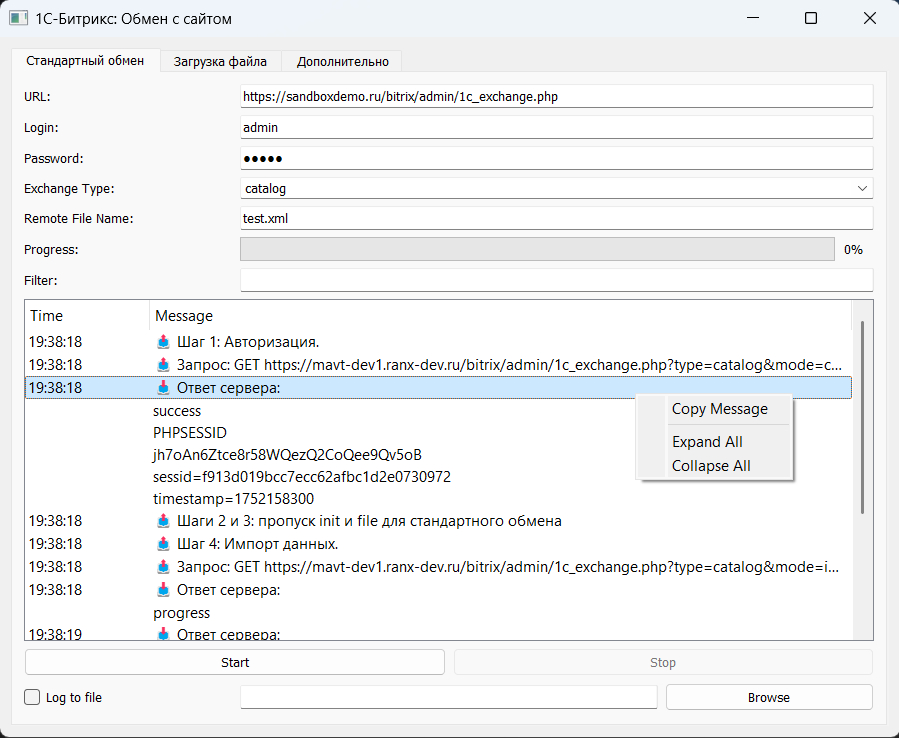 1С-Битрикс: Обмен с сайтом
Стандартный обмен Загрузка файла Дополнительно
URL: https://sandboxdemo.ru/bitrix/admin/1c_exchange.php
Login: admin
Password: ●●●●●
Exchange Type: catalog
Remote File Name: test.xml
Progress: 0%
Filter:
Time Message
19:38:18 Шаг 1: Авторизация.
19:38:18 Запрос: GET https://mavt-dev1.ranx-dev.ru/bitrix/admin/1c_exchange.php?type=catalog&mode=c...
19:38:18 Ответ сервера:
success
PHPSESSID
jh7oAn6Ztce8r58WQezQ2CoQee9Qv5oB
sessid=f913d019bcc7ecc62afbc1d2e0730972
timestamp=1752158300
19:38:18 Шаги 2 и 3: пропуск init и file для стандартного обмена
19:38:18 Шаг 4: Импорт данных.
19:38:18 Запрос: GET https://mavt-dev1.ranx-dev.ru/bitrix/admin/1c_exchange.php?type=catalog&mode=i...
19:38:18 Ответ сервера:
progress
19:38:19 Ответ сервера:
Copy Message
Expand All
Collapse All
Start Stop
Log to file Browse